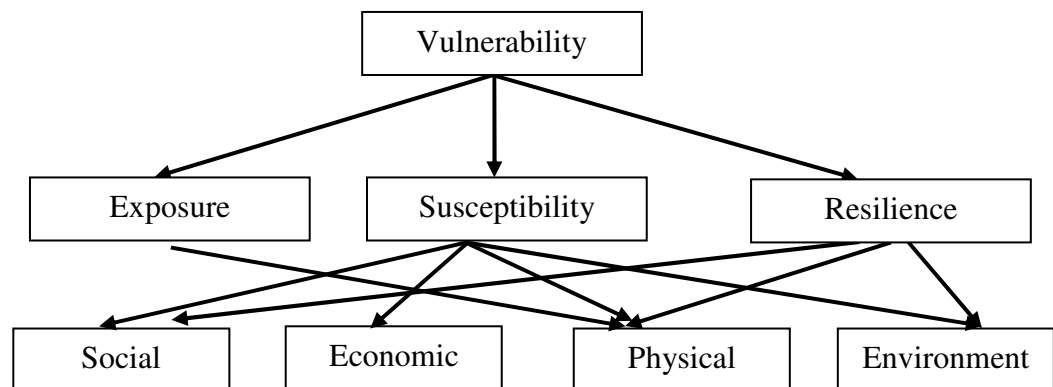 Vulnerability
Exposure
Susceptibility
Resilience
Social
Economic
Physical
Environment